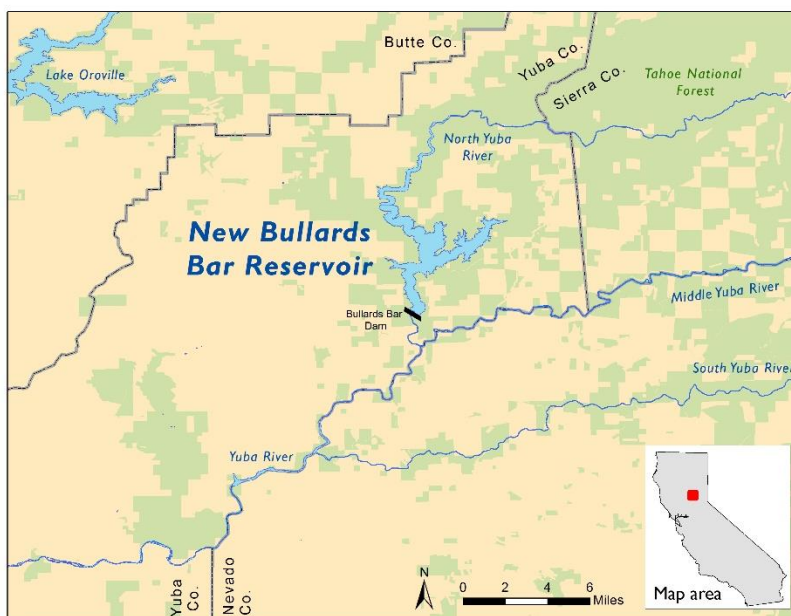 Butte Co.
Yuba Co.
Sierra Co.
Lake Oroville
Tahoe National
Forest
North Yuba
River
New Bullards
Bar Reservoir
Middle Yuba River
Bullards Bar
Dam
South Yuba River
Yuba River
Yuba
Co.
Nevado
Co.
N
0 2 4 6
Miles
Map area